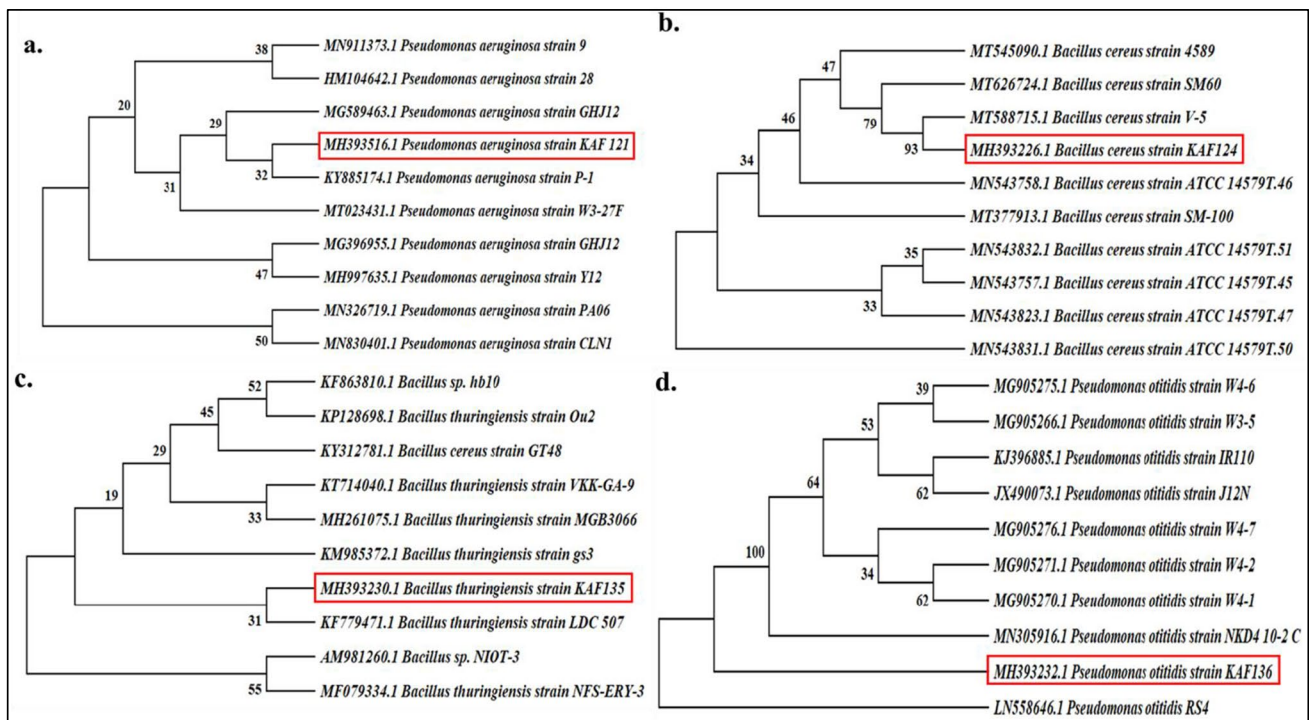 a.
38
MN911373.1 Pseudomonas aeruginosa strain 9
HM104642.1 Pseudomonas aeruginosa strain 28
20
29
MG589463.1 Pseudomonas aeruginosa strain GHJ12
MH393516.1 Pseudomonas aeruginosa strain KAF 121
32
KY885174.1 Pseudomonas aeruginosa strain P-1
31
MT023431.1 Pseudomonas aeruginosa strain W3-27F
MG396955.1 Pseudomonas aeruginosa strain GHJ12
47
MH997635.1 Pseudomonas aeruginosa strain Y12
MN326719.1 Pseudomonas aeruginosa strain PA06
50
MN830401.1 Pseudomonas aeruginosa strain CLN1
b.
MT545090.1 Bacillus cereus strain 4589
47
MT626724.1 Bacillus cereus strain SM60
46
79
MT588715.1 Bacillus cereus strain V-5
93
MH393226.1 Bacillus cereus strain KAF124
34
MN543758.1 Bacillus cereus strain ATCC 14579T.46
MT377913.1 Bacillus cereus strain SM-100
35
MN543832.1 Bacillus cereus strain ATCC 14579T.51
MN543757.1 Bacillus cereus strain ATCC 14579T.45
33
MN543823.1 Bacillus cereus strain ATCC 14579T.47
MN543831.1 Bacillus cereus strain ATCC 14579T.50
c.
52
KF863810.1 Bacillus sp. hb10
45
KP128698.1 Bacillus thuringiensis strain Ou2
29
KY312781.1 Bacillus cereus strain GT48
19
KT714040.1 Bacillus thuringiensis strain VKK-GA-9
33
MH261075.1 Bacillus thuringiensis strain MGB3066
KM985372.1 Bacillus thuringiensis strain gs3
MH393230.1 Bacillus thuringiensis strain KAF135
31
KF779471.1 Bacillus thuringiensis strain LDC 507
AM981260.1 Bacillus sp. NIOT-3
55
MF079334.1 Bacillus thuringiensis strain NFS-ERY-3
d.
39
MG905275.1 Pseudomonas otitidis strain W4-6
53
MG905266.1 Pseudomonas otitidis strain W3-5
KJ396885.1 Pseudomonas otitidis strain IR110
64
62
JX490073.1 Pseudomonas otitidis strain J12N
MG905276.1 Pseudomonas otitidis strain W4-7
100
34
MG905271.1 Pseudomonas otitidis strain W4-2
62
MG905270.1 Pseudomonas otitidis strain W4-1
MN305916.1 Pseudomonas otitidis strain NKD4 10-2 C
MH393232.1 Pseudomonas otitidis strain KAF136
LN558646.1 Pseudomonas otitidis RS4